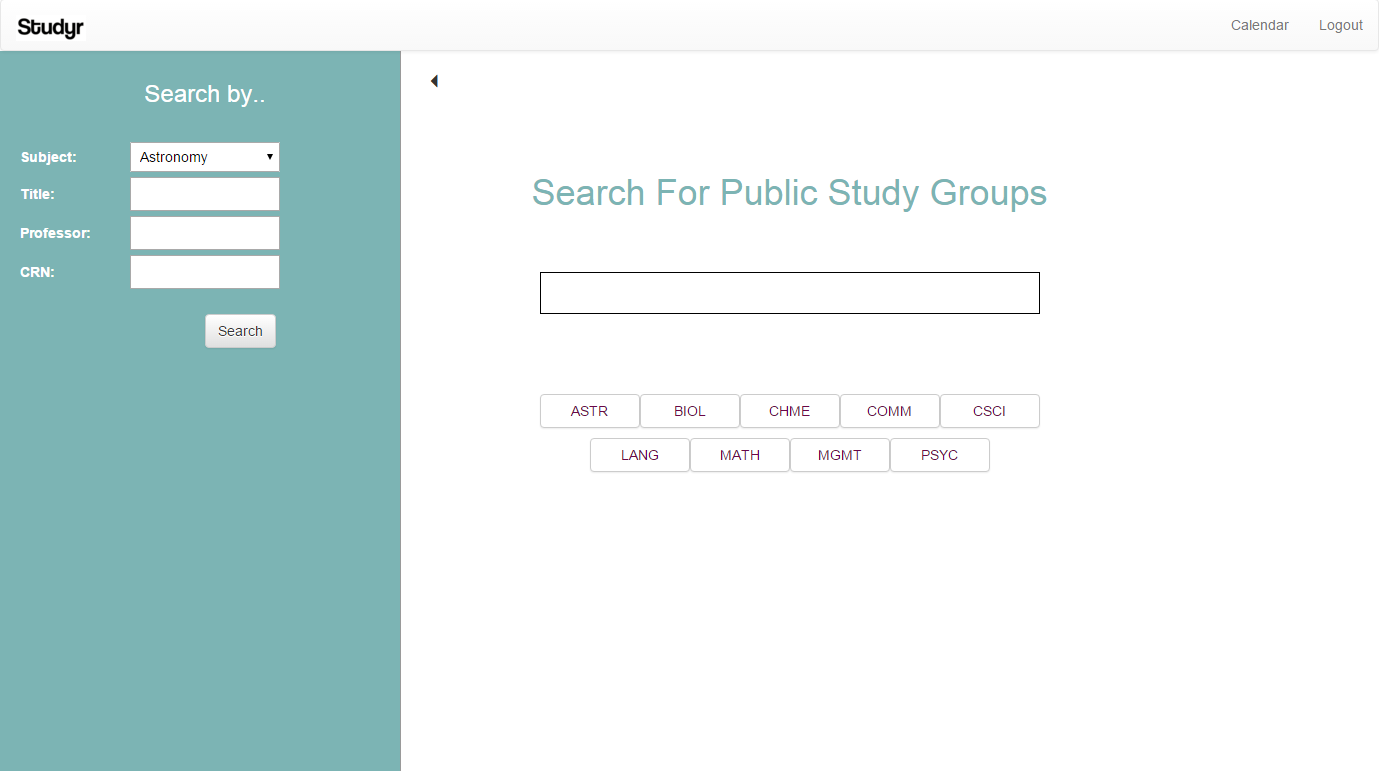 Studyr
Calendar
Logout
Search by..
Subject:
Astronomy
Title:
Professor:
CRN:
Search
Search For Public Study Groups
ASTR
BIOL
CHME
COMM
CSCI
LANG
MATH
MGMT
PSYC